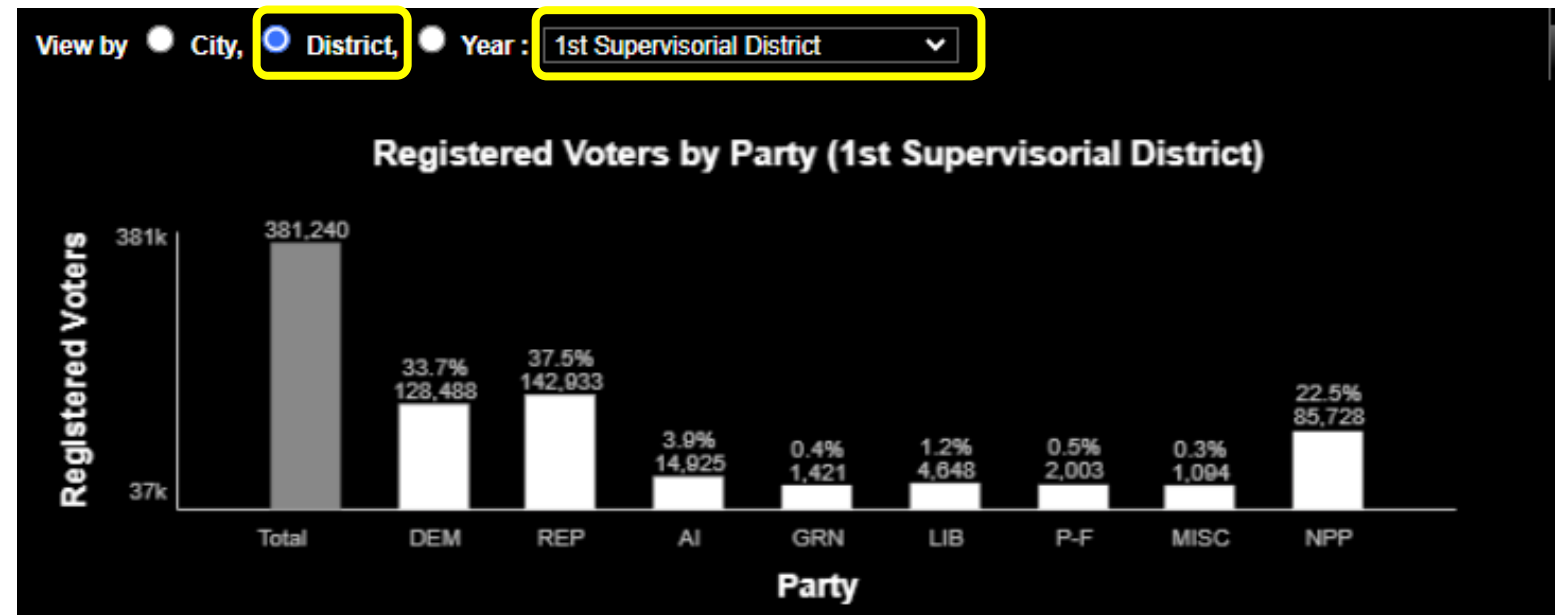 View by City, District, Year : 1st Supervisorial District
Registered Voters by Party (1st Supervisorial District)
Registered Voters
381k
37k
381,240
33.7%
128,488
37.5%
142,933
3.9%
14,925
0.4%
1,421
1.2%
4,648
0.5%
2,003
0.3%
1,094
22.5%
85,728
Total DEM REP AI GRN LIB P-F MISC NPP
Party